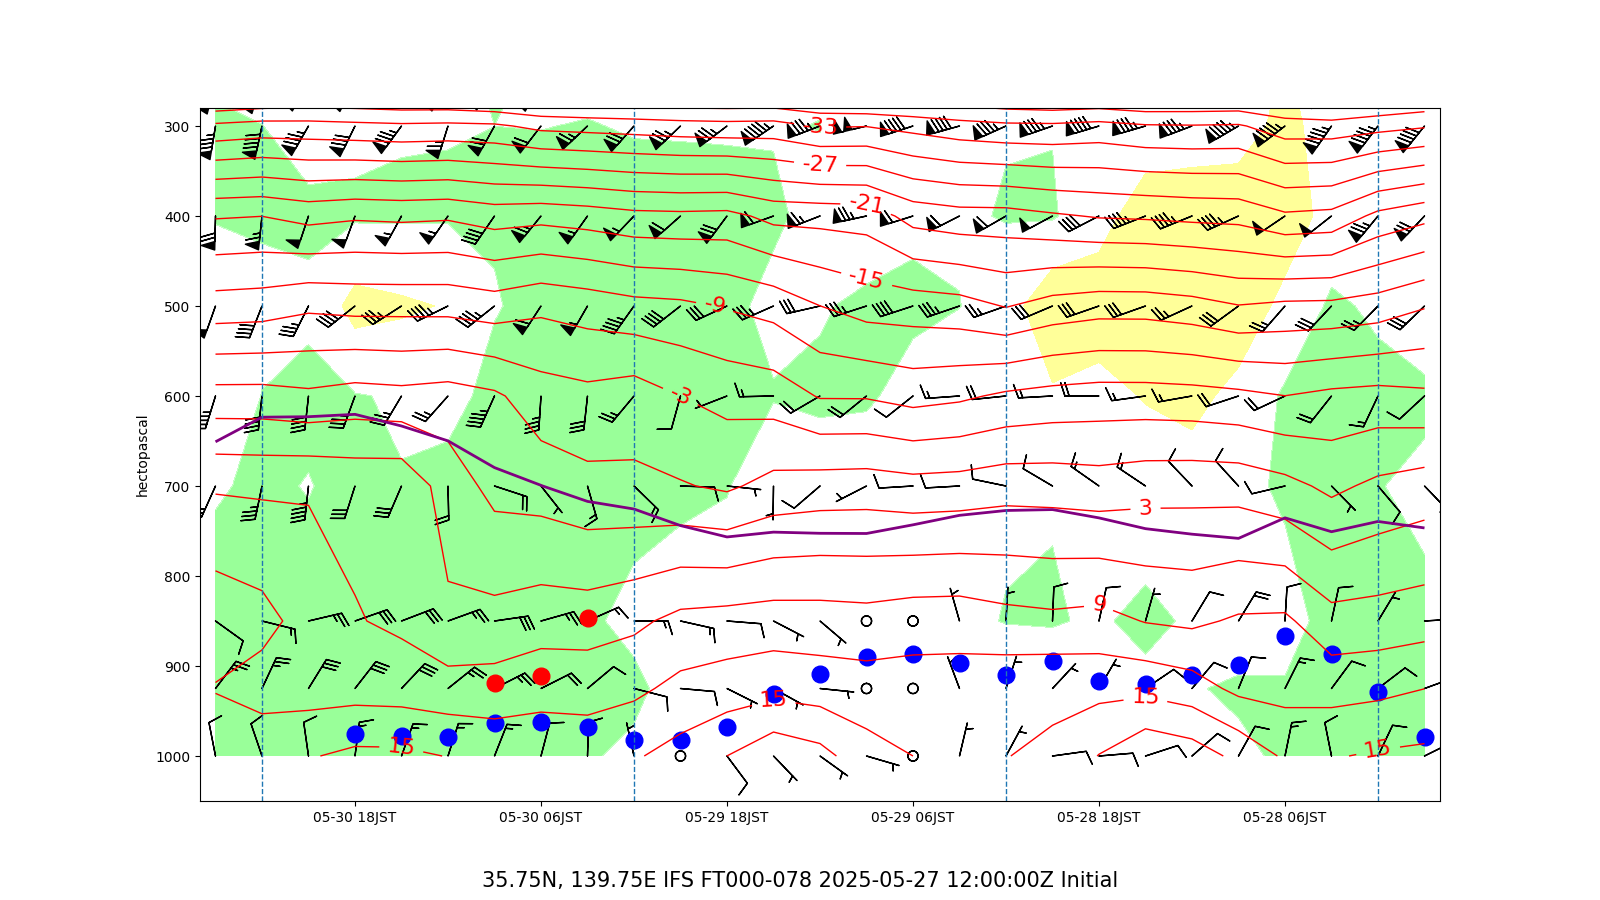 300
400
500
600
700
800
900
1000
hectopascal
-33
-27
-21
-15
-9
-3
3
9
15
15
15
15
05-30 18JST
05-30 06JST
05-29 18JST
05-29 06JST
05-28 18JST
05-28 06JST
35.75N, 139.75E IFS FT000-078 2025-05-27 12:00:00Z Initial